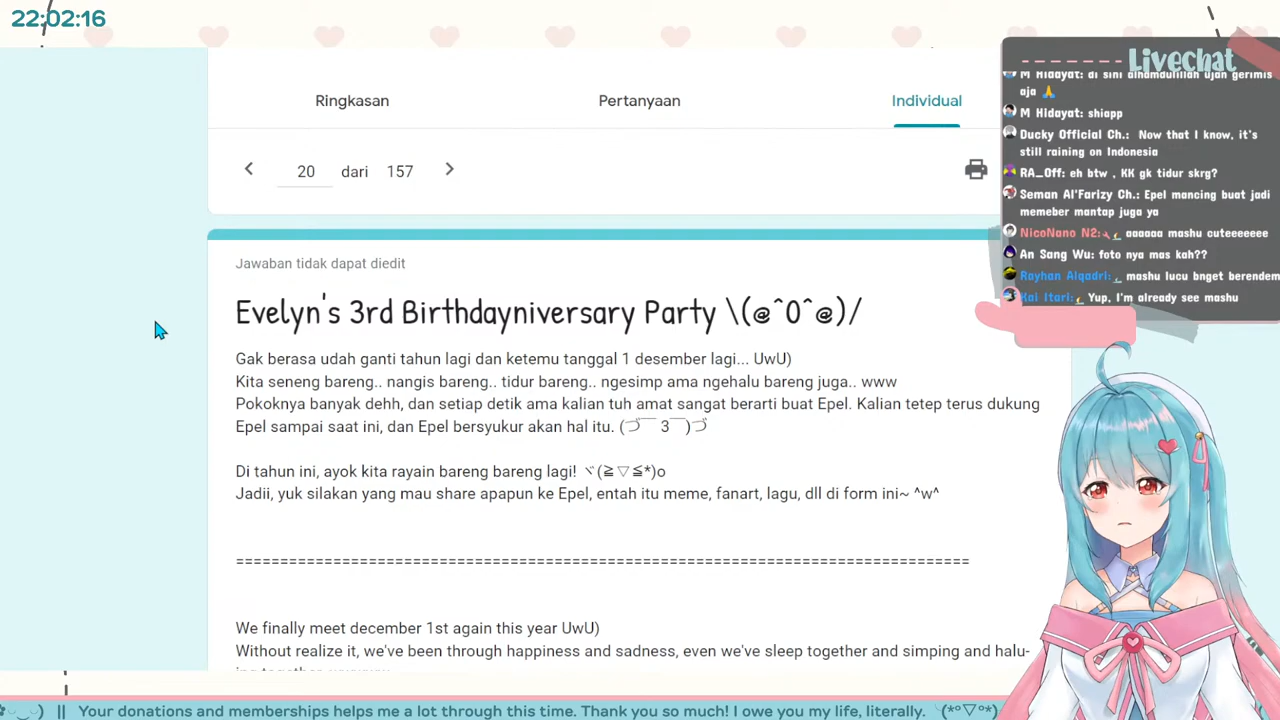 22:02:16
Ringkasan
Pertanyaan
Individual
20 dari 157
Jawaban tidak dapat diedit
Evelyn's 3rd Birthdayniversary Party \(@^0^@)/
Gak berasa udah ganti tahun lagi dan ketemu tanggal 1 desember lagi... UwU)
Kita seneng bareng.. nangis bareng.. tidur bareng.. ngesimp ama ngehalu bareng juga.. www
Pokoknya banyak dehh, dan setiap detik ama kalian tuh amat sangat berarti buat Epel. Kalian tetep terus dukung
Epel sampai saat ini, dan Epel bersyukur akan hal itu. (づ￣ 3￣)づ
Di tahun ini, ayok kita rayain bareng bareng lagi! ヾ(≧▽≦*)o
Jadii, yuk silakan yang mau share apapun ke Epel, entah itu meme, fanart, lagu, dll di form ini~ ^w^
===================================================================================
We finally meet december 1st again this year UwU)
Without realize it, we've been through happiness and sadness, even we've sleep together and simping and halu-
Livechat
M Hidayat: di sini alhamdulillah ujan gerimis
aja 🙏
M Hidayat: shiapp
Ducky Official Ch.: Now that I know, it's
still raining on Indonesia
RA_Off: eh btw , KK gk tidur skrg?
Seman Al'Farizy Ch.: Epel mancing buat jadi
memeber mantap juga ya
NicoNano N2: aaaaaa mashu cuteeeeee
An Sang Wu: foto nya mas kah??
Rayhan Alqadri: mashu lucu bnget berendem
Kai Itari: Yup, I'm already see mashu
|| Your donations and memberships helps me a lot through this time. Thank you so much! I owe you my life, literally. ╰(*°▽°*)